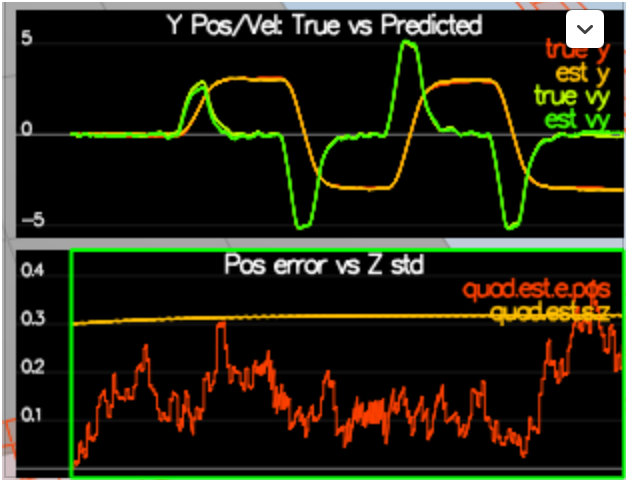 Y Pos/Vel: True vs Predicted
5
true y
est y
true vy
0
est vy
-5
Pos error vs Z std
0.4
quad.est.e.pos
quad.est.s.z
0.3
0.2
0.1